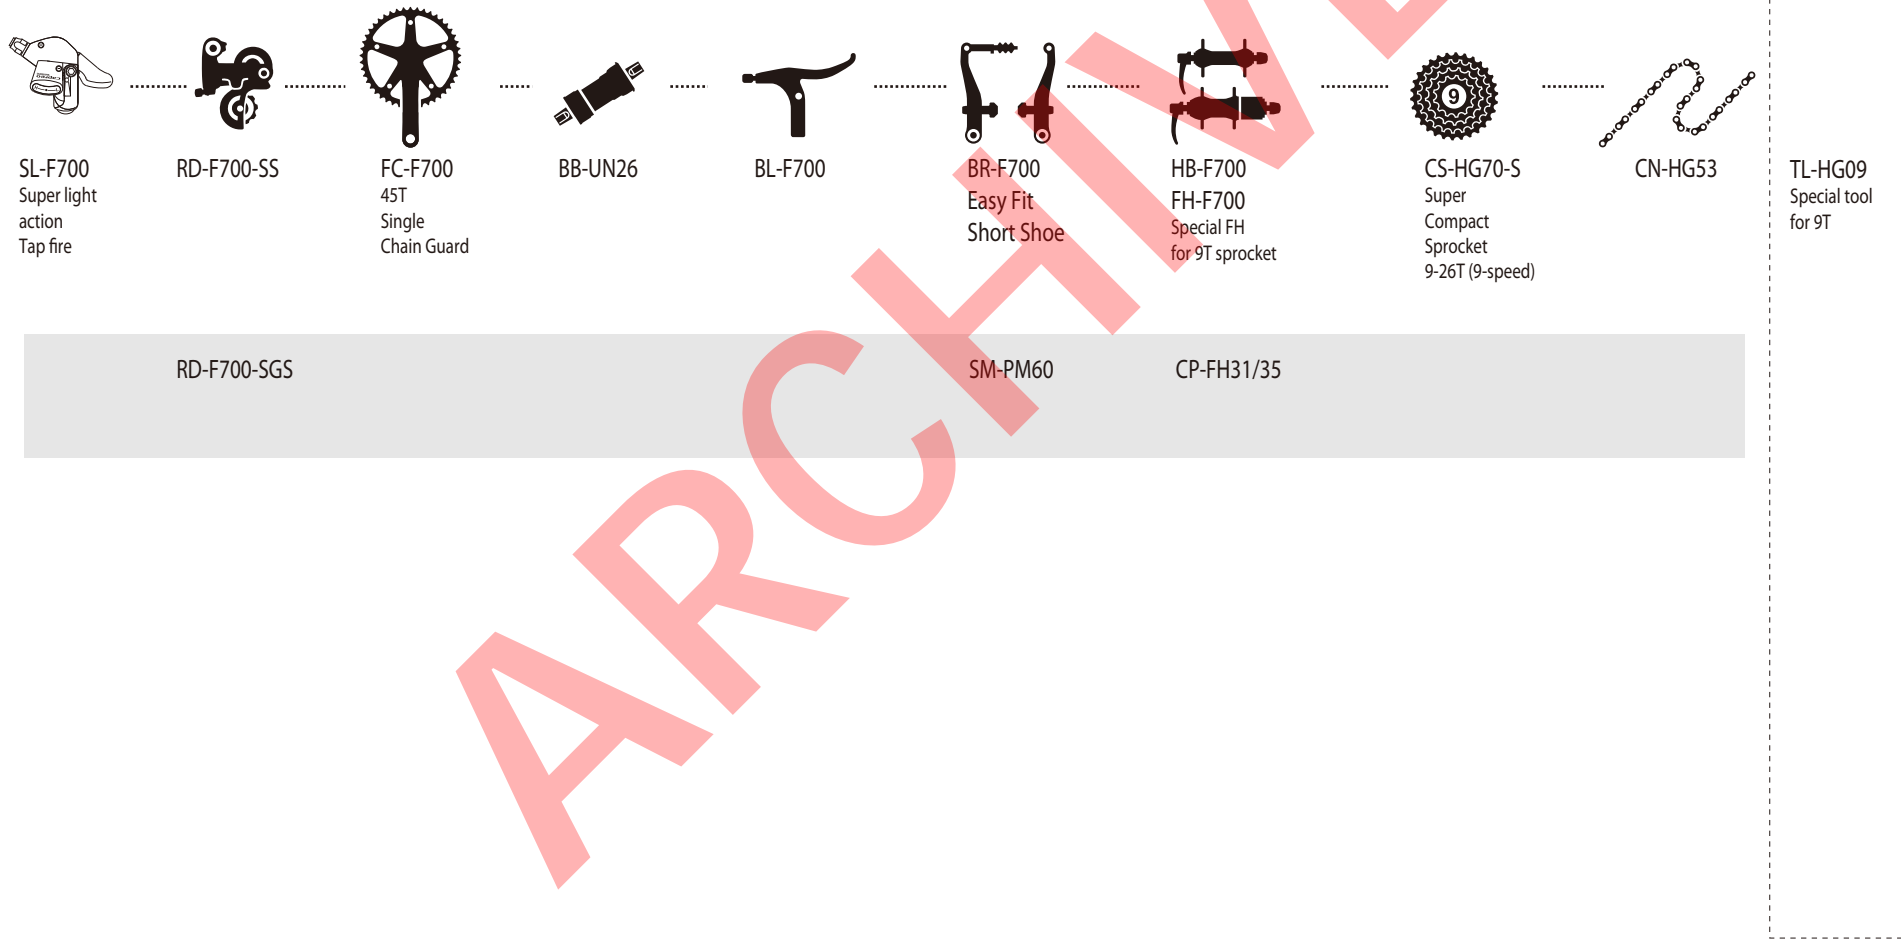 SL-F700
Super light
action
Tap fire
RD-F700-SS
FC-F700
45T
Single
Chain Guard
BB-UN26
BL-F700
BR-F700
Easy Fit
Short Shoe
HB-F700
FH-F700
Special FH
for 9T sprocket
9
CS-HG70-S
Super
Compact
Sprocket
9-26T (9-speed)
CN-HG53
TL-HG09
Special tool
for 9T
RD-F700-SGS
SM-PM60
CP-FH31/35
ARCHIVE